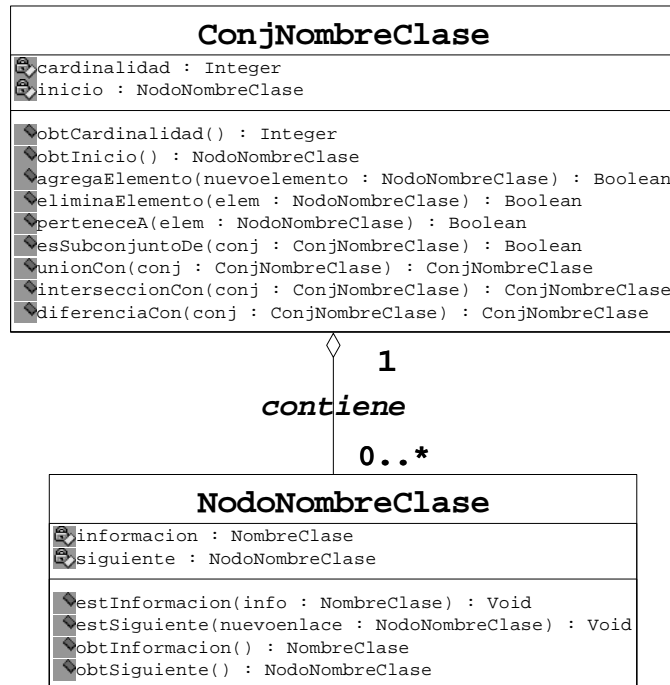 ConjNombreClase
cardinalidad : Integer
inicio : NodoNombreClase
obtCardinalidad() : Integer
obtInicio() : NodoNombreClase
agregaElemento(nuevoelemento : NodoNombreClase) : Boolean
eliminaElemento(elem : NodoNombreClase) : Boolean
perteneceA(elem : NodoNombreClase) : Boolean
esSubconjuntoDe(conj : ConjNombreClase) : Boolean
unionCon(conj : ConjNombreClase) : ConjNombreClase
interseccionCon(conj : ConjNombreClase) : ConjNombreClase
diferenciaCon(conj : ConjNombreClase) : ConjNombreClase
1
contiene
0..*
NodoNombreClase
informacion : NombreClase
siguiente : NodoNombreClase
estInformacion(info : NombreClase) : Void
estSiguiente(nuevoenlace : NodoNombreClase) : Void
obtInformacion() : NombreClase
obtSiguiente() : NodoNombreClase